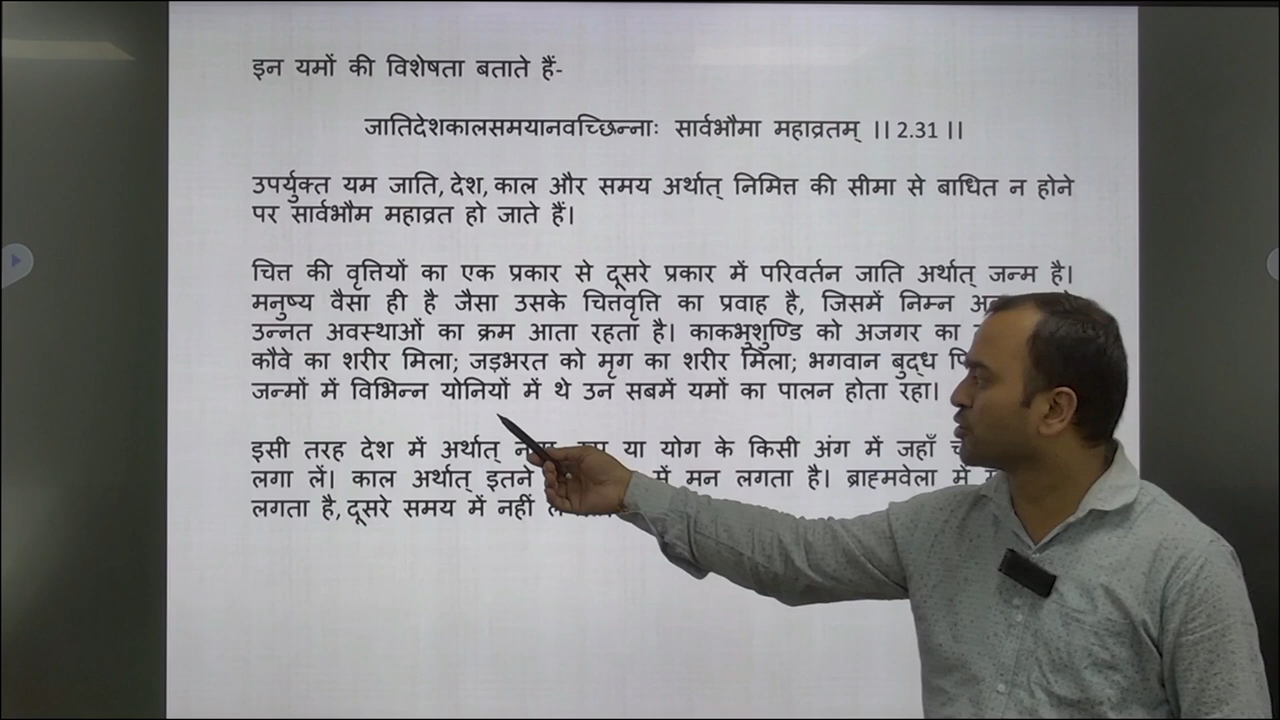 इन यमों की विशेषता बताते हैं-
जातिदेशकालसमयानवच्छिन्नाः सार्वभौमा महाव्रतम् ।। 2.31 ।।
उपर्युक्त यम जाति, देश, काल और समय अर्थात् निमित्त की सीमा से बाधित न होने
पर सार्वभौम महाव्रत हो जाते हैं।
चित्त की वृत्तियों का एक प्रकार से दूसरे प्रकार में परिवर्तन जाति अर्थात् जन्म है।
मनुष्य वैसा ही है जैसा उसके चित्तवृत्ति का प्रवाह है, जिसमें निम्न
उन्नत अवस्थाओं का क्रम आता रहता है। काकभुशुण्डि को अजगर का
कौवे का शरीर मिला; जड़भरत को मृग का शरीर मिला; भगवान बुद्ध
जन्मों में विभिन्न योनियों में थे उन सबमें यमों का पालन होता रहा।
इसी तरह देश में अर्थात् या योग के किसी अंग में जहाँ
लगा लें। काल अर्थात् इतने में मन लगता है। ब्राह्मवेला में
लगता है, दूसरे समय में नहीं